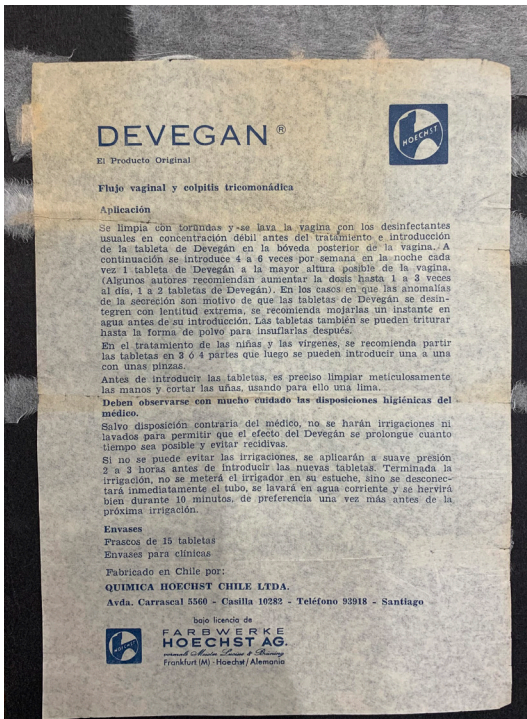 DEVEGAN ®
HOECHST
El Producto Original
Flujo vaginal y colpitis tricomonádica
Aplicación
Se limpia con torundas y se lava la vagina con los desinfectantes
usuales en concentración débil antes del tratamiento e introducción
de la tableta de Devegán en la bóveda posterior de la vagina. A
continuación se introduce 4 a 6 veces por semana en la noche cada
vez 1 tableta de Devegán a la mayor altura posible de la vagina.
(Algunos autores recomiendan aumentar la dosis hasta 1 a 3 veces
al día, 1 a 2 tabletas de Devegán). En los casos en que las anomalías
de la secreción son motivo de que las tabletas de Devegán se desin-
tegren con lentitud extrema, se recomienda mojarlas un instante en
agua antes de su introducción. Las tabletas también se pueden triturar
hasta la forma de polvo para insuflarlas después.
En el tratamiento de las niñas y las vírgenes, se recomienda partir
las tabletas en 3 ó 4 partes que luego se pueden introducir una a una
con unas pinzas.
Antes de introducir las tabletas, es preciso limpiar meticulosamente
las manos y cortar las uñas, usando para ello una lima.
Deben observarse con mucho cuidado las disposiciones higiénicas del
médico.
Salvo disposición contraria del médico, no se harán irrigaciones ni
lavados para permitir que el efecto del Devegán se prolongue cuanto
tiempo sea posible y evitar recidivas.
Si no se puede evitar las irrigaciones, se aplicarán a suave presión
2 a 3 horas antes de introducir las nuevas tabletas. Terminada la
irrigación, no se meterá el irrigador en su estuche, sino se desconec-
tará inmediatamente el tubo, se lavará en agua corriente y se hervirá
bien durante 10 minutos, de preferencia una vez más antes de la
próxima irrigación.
Envases
Frascos de 15 tabletas
Envases para clínicas
Fabricado en Chile por:
QUIMICA HOECHST CHILE LTDA.
Avda. Carrascal 5560 - Casilla 10282 - Teléfono 93918 - Santiago
bajo licencia de
FARBWERKE
HOECHST AG.
vormals Meister Lucius & Brüning
Frankfurt (M) - Hoechst / Alemania
HOECHST